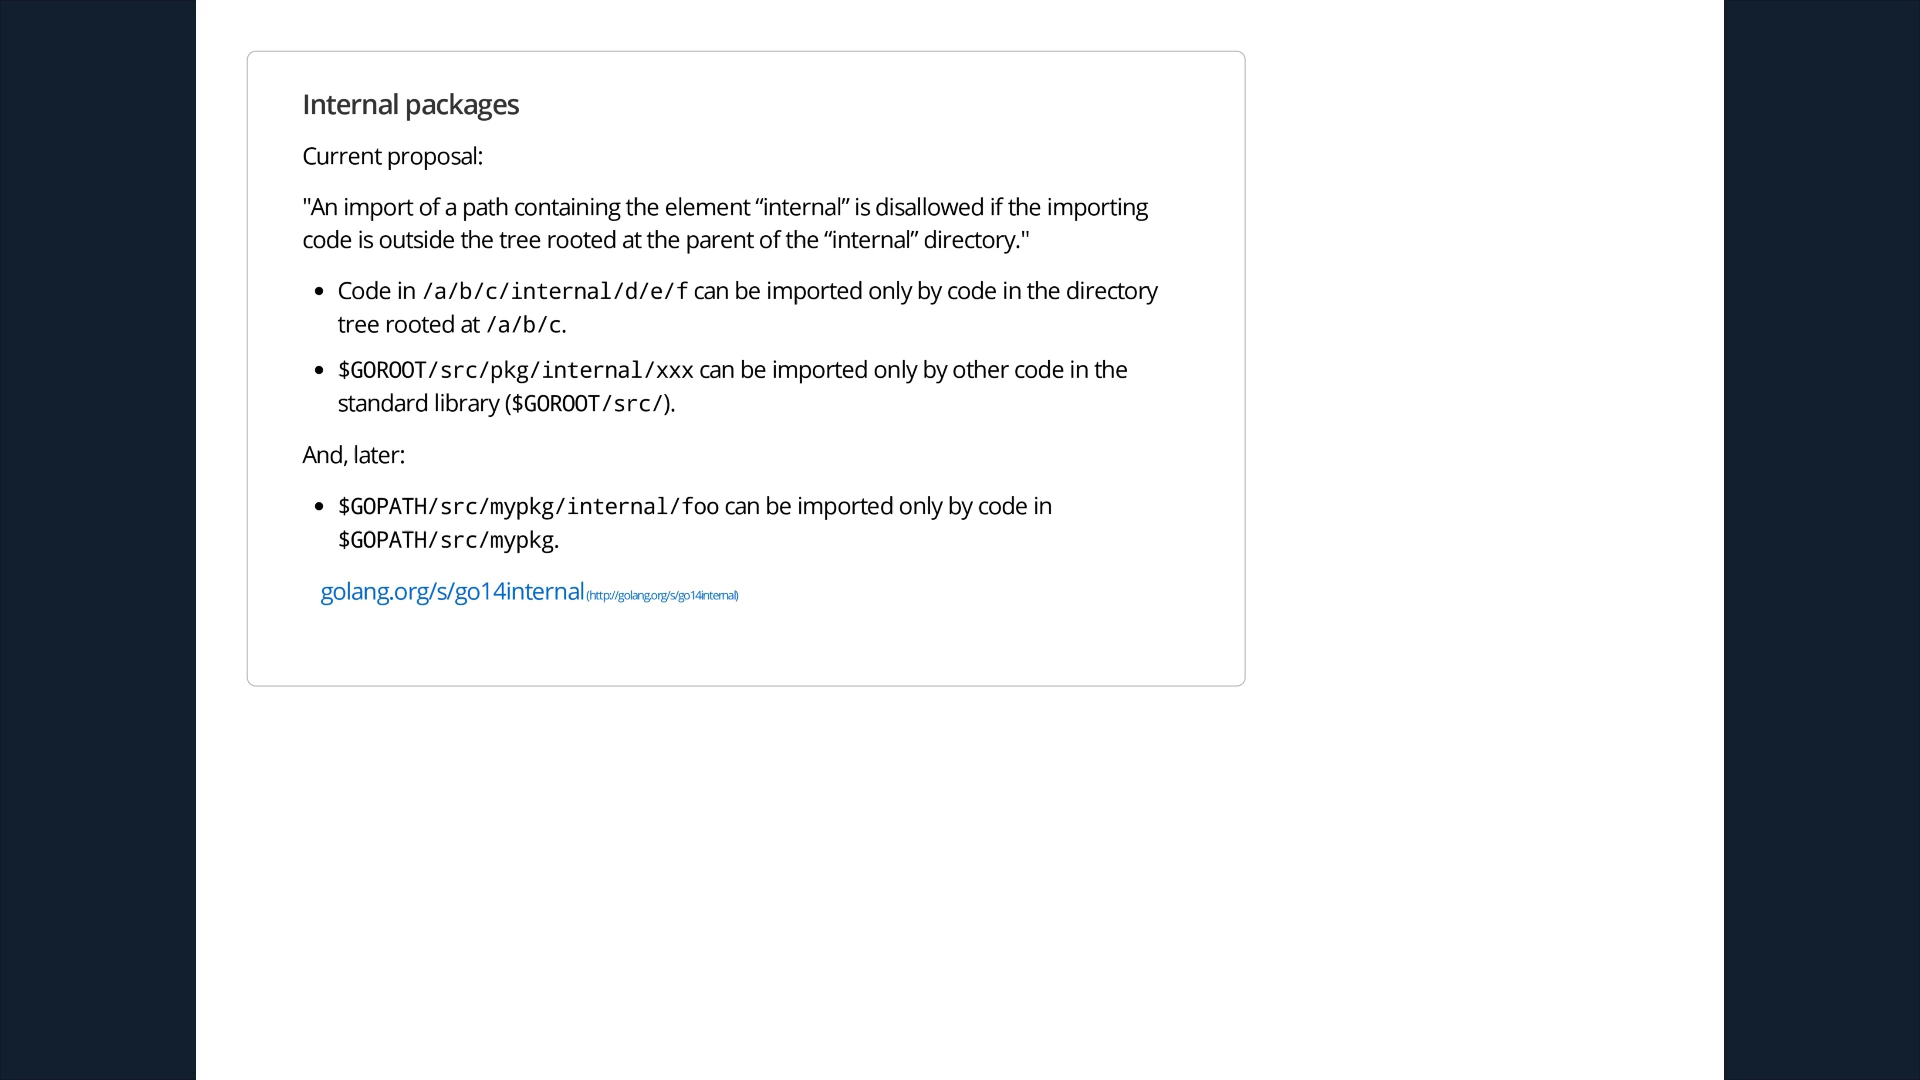 Internal packages
Current proposal:
"An import of a path containing the element “internal” is disallowed if the importing
code is outside the tree rooted at the parent of the “internal” directory."
• Code in /a/b/c/internal/d/e/f can be imported only by code in the directory
tree rooted at /a/b/c.
• $GOROOT/src/pkg/internal/xxx can be imported only by other code in the
standard library ($GOROOT/src/).
And, later:
• $GOPATH/src/mypkg/internal/foo can be imported only by code in
$GOPATH/src/mypkg.
golang.org/s/go14internal (http://golang.org/s/go14internal)